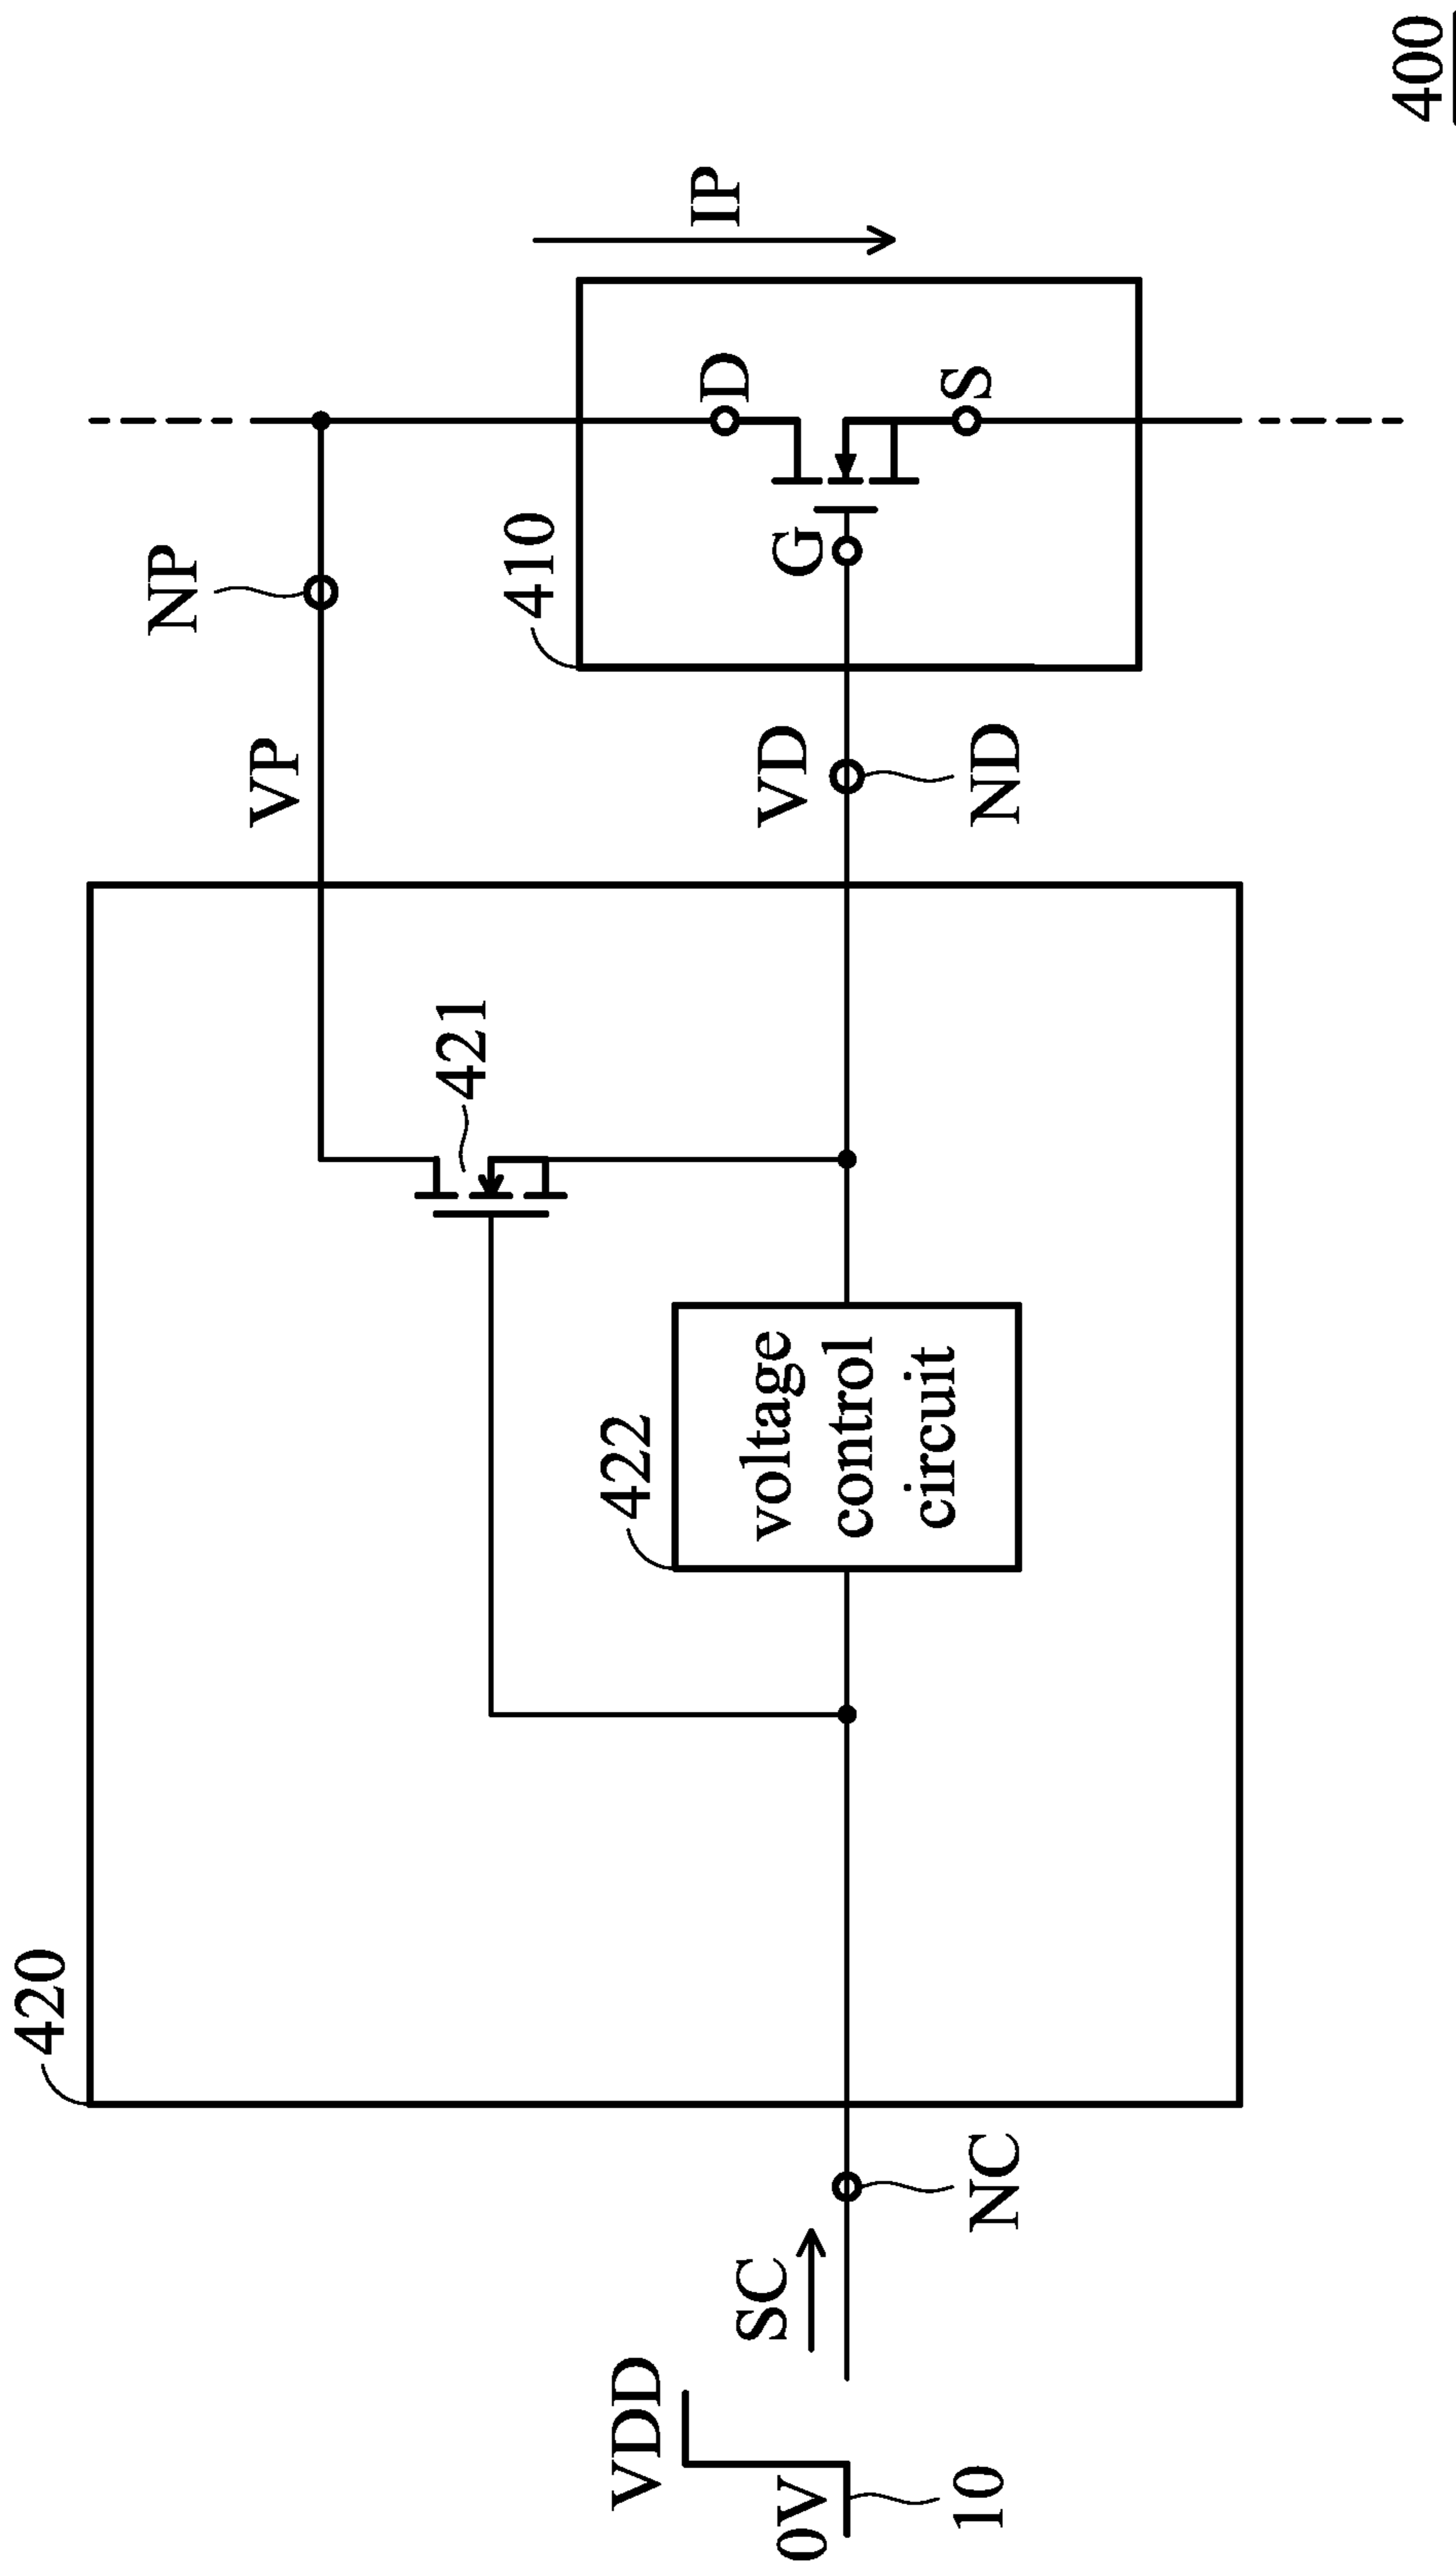 400
IP
D
S
G
410
NP
VP
VD
ND
421
422
voltage
control
circuit
420
NC
SC
VDD
0V
10